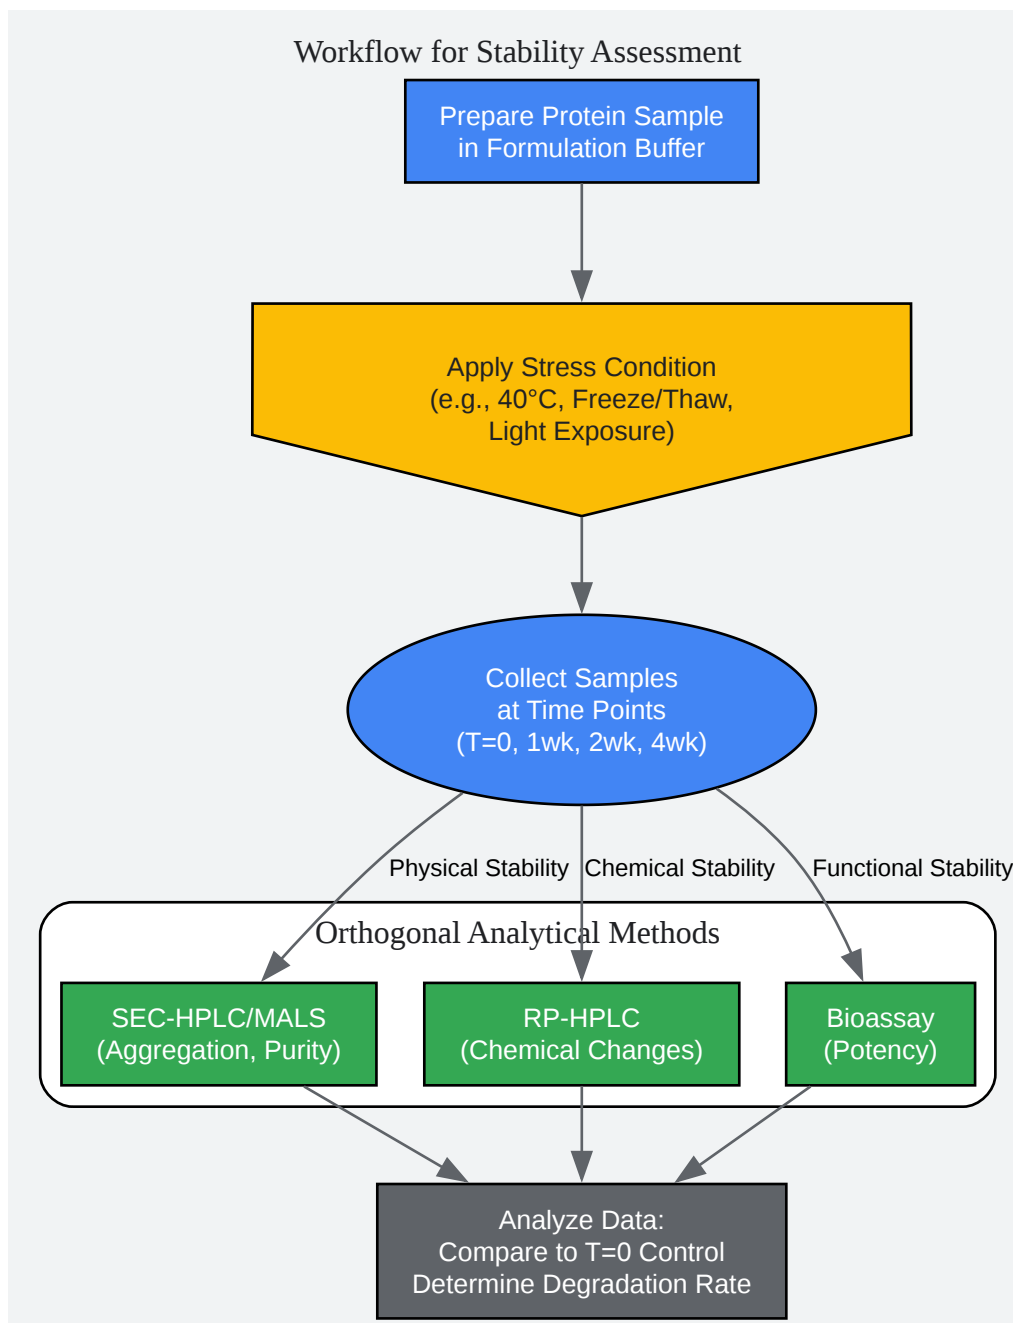 Workflow for Stability Assessment
Prepare Protein Sample
in Formulation Buffer
Apply Stress Condition
(e.g., 40°C, Freeze/Thaw,
Light Exposure)
Collect Samples
at Time Points
(T=0, 1wk, 2wk, 4wk)
Physical Stability
Chemical Stability
Functional Stability
Orthogonal Analytical Methods
SEC-HPLC/MALS
(Aggregation, Purity)
RP-HPLC
(Chemical Changes)
Bioassay
(Potency)
Analyze Data:
Compare to T=0 Control
Determine Degradation Rate